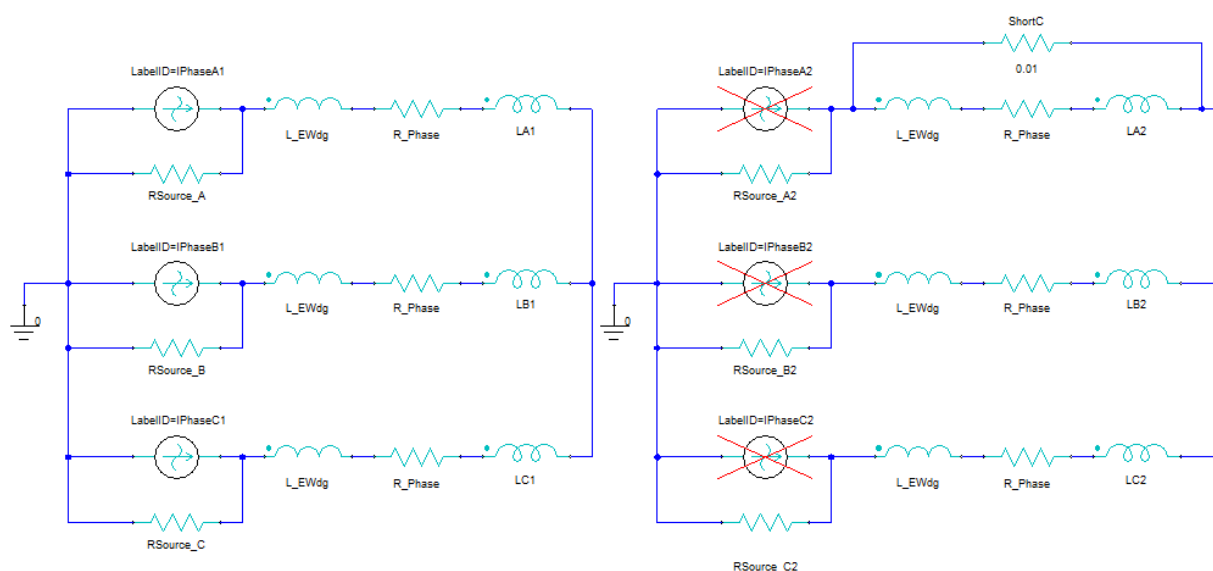 ShortC
0.01
LabelID=IPhaseA1
LabelID=IPhaseA2
L_EWdg
R_Phase
LA1
L_EWdg
R_Phase
LA2
RSource_A
RSource_A2
LabelID=IPhaseB1
LabelID=IPhaseB2
L_EWdg
R_Phase
LB1
L_EWdg
R_Phase
LB2
0
0
RSource_B
RSource_B2
LabelID=IPhaseC1
LabelID=IPhaseC2
L_EWdg
R_Phase
LC1
L_EWdg
R_Phase
LC2
RSource_C
RSource_C2